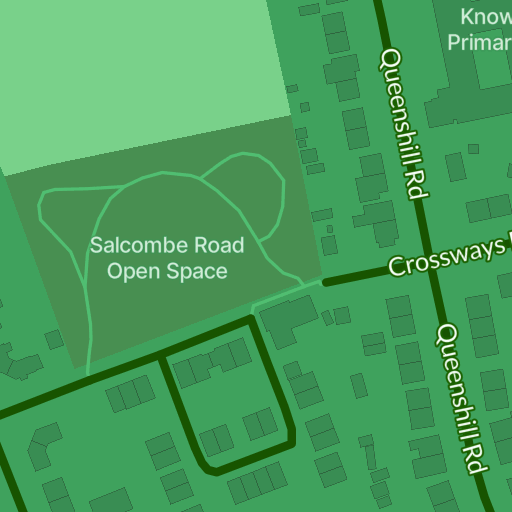 Know
Primar
Queenshill Rd
Salcombe Road
Open Space
Crossways
Queenshill Rd